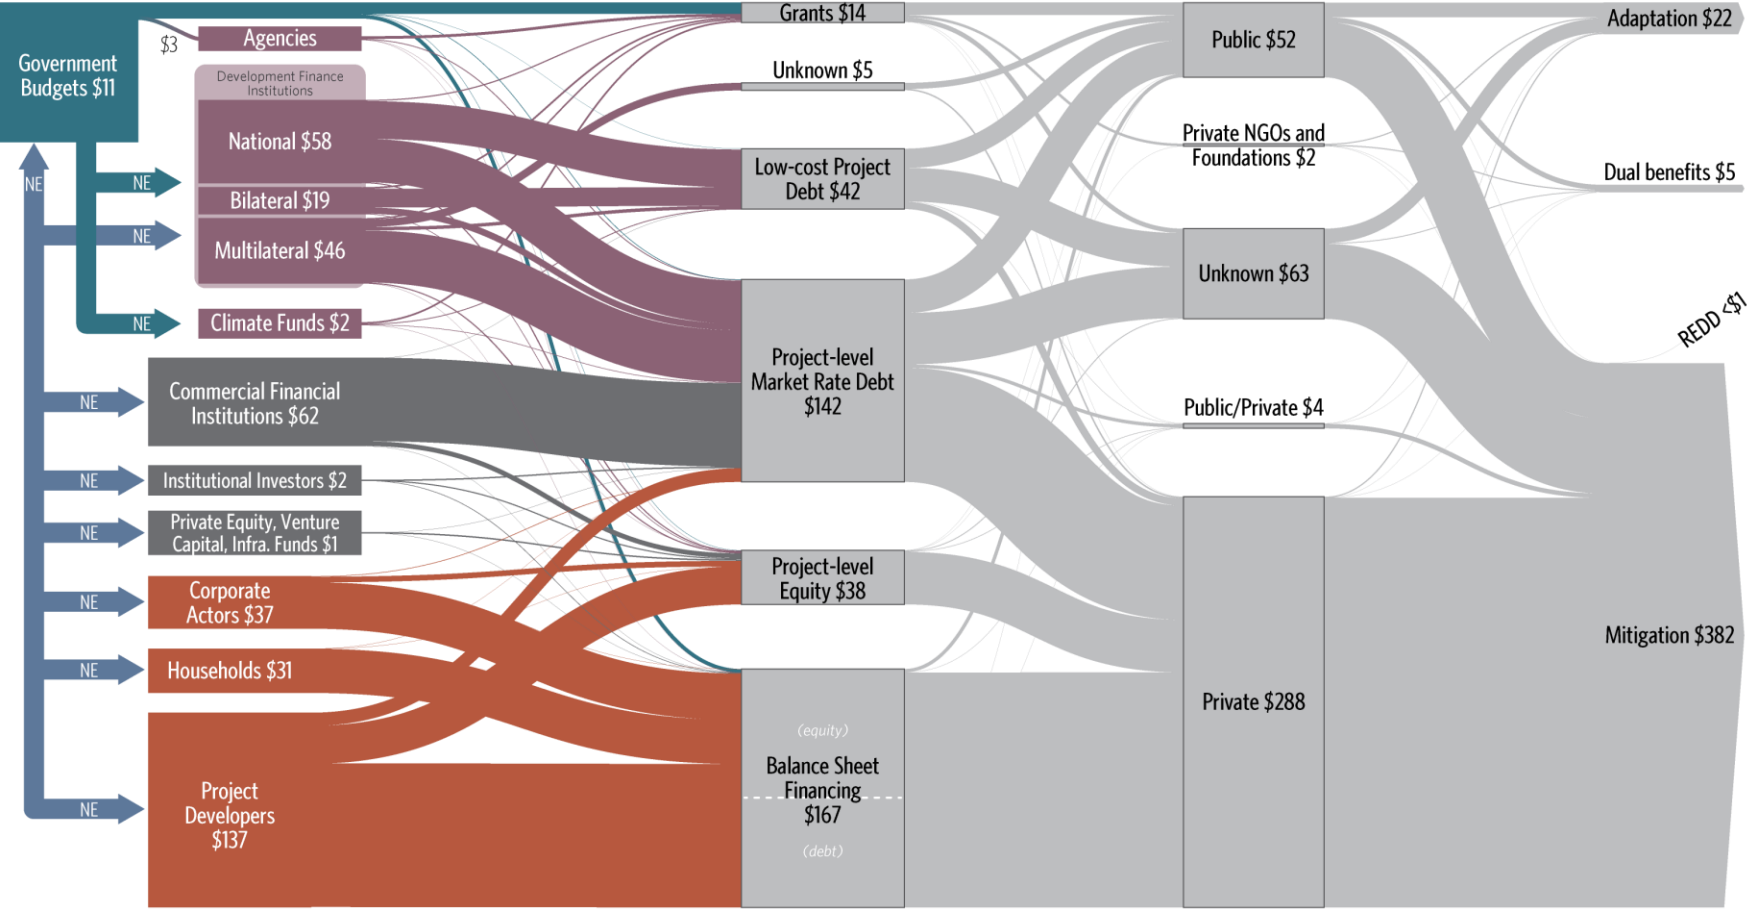 Government
Budgets $11
$3
Agencies
Development Finance
Institutions
National $58
Bilateral $19
Multilateral $46
Climate Funds $2
NE
NE
NE
NE
NE
NE
NE
NE
NE
NE
Commercial Financial
Institutions $62
Institutional Investors $2
Private Equity, Venture
Capital, Infra. Funds $1
Corporate
Actors $37
Households $31
Project
Developers
$137
Grants $14
Unknown $5
Low-cost Project
Debt $42
Project-level
Market Rate Debt
$142
Project-level
Equity $38
(equity)
Balance Sheet
Financing
$167
(debt)
Public $52
Private NGOs and
Foundations $2
Unknown $63
Public/Private $4
Private $288
Adaptation $22
Dual benefits $5
REDD <$1
Mitigation $382